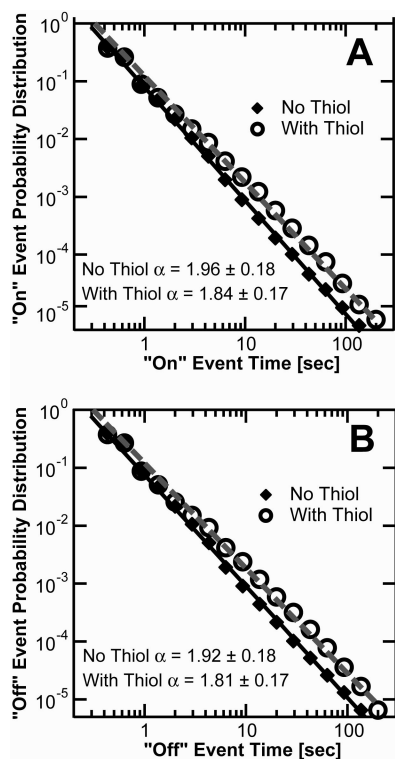 A
10^0
10^-1
10^-2
10^-3
10^-4
10^-5
"On" Event Probability Distribution
No Thiol
With Thiol
No Thiol α = 1.96 ± 0.18
With Thiol α = 1.84 ± 0.17
1 10 100
"On" Event Time [sec]
B
10^0
10^-1
10^-2
10^-3
10^-4
10^-5
"Off" Event Probability Distribution
No Thiol
With Thiol
No Thiol α = 1.92 ± 0.18
With Thiol α = 1.81 ± 0.17
1 10 100
"Off" Event Time [sec]